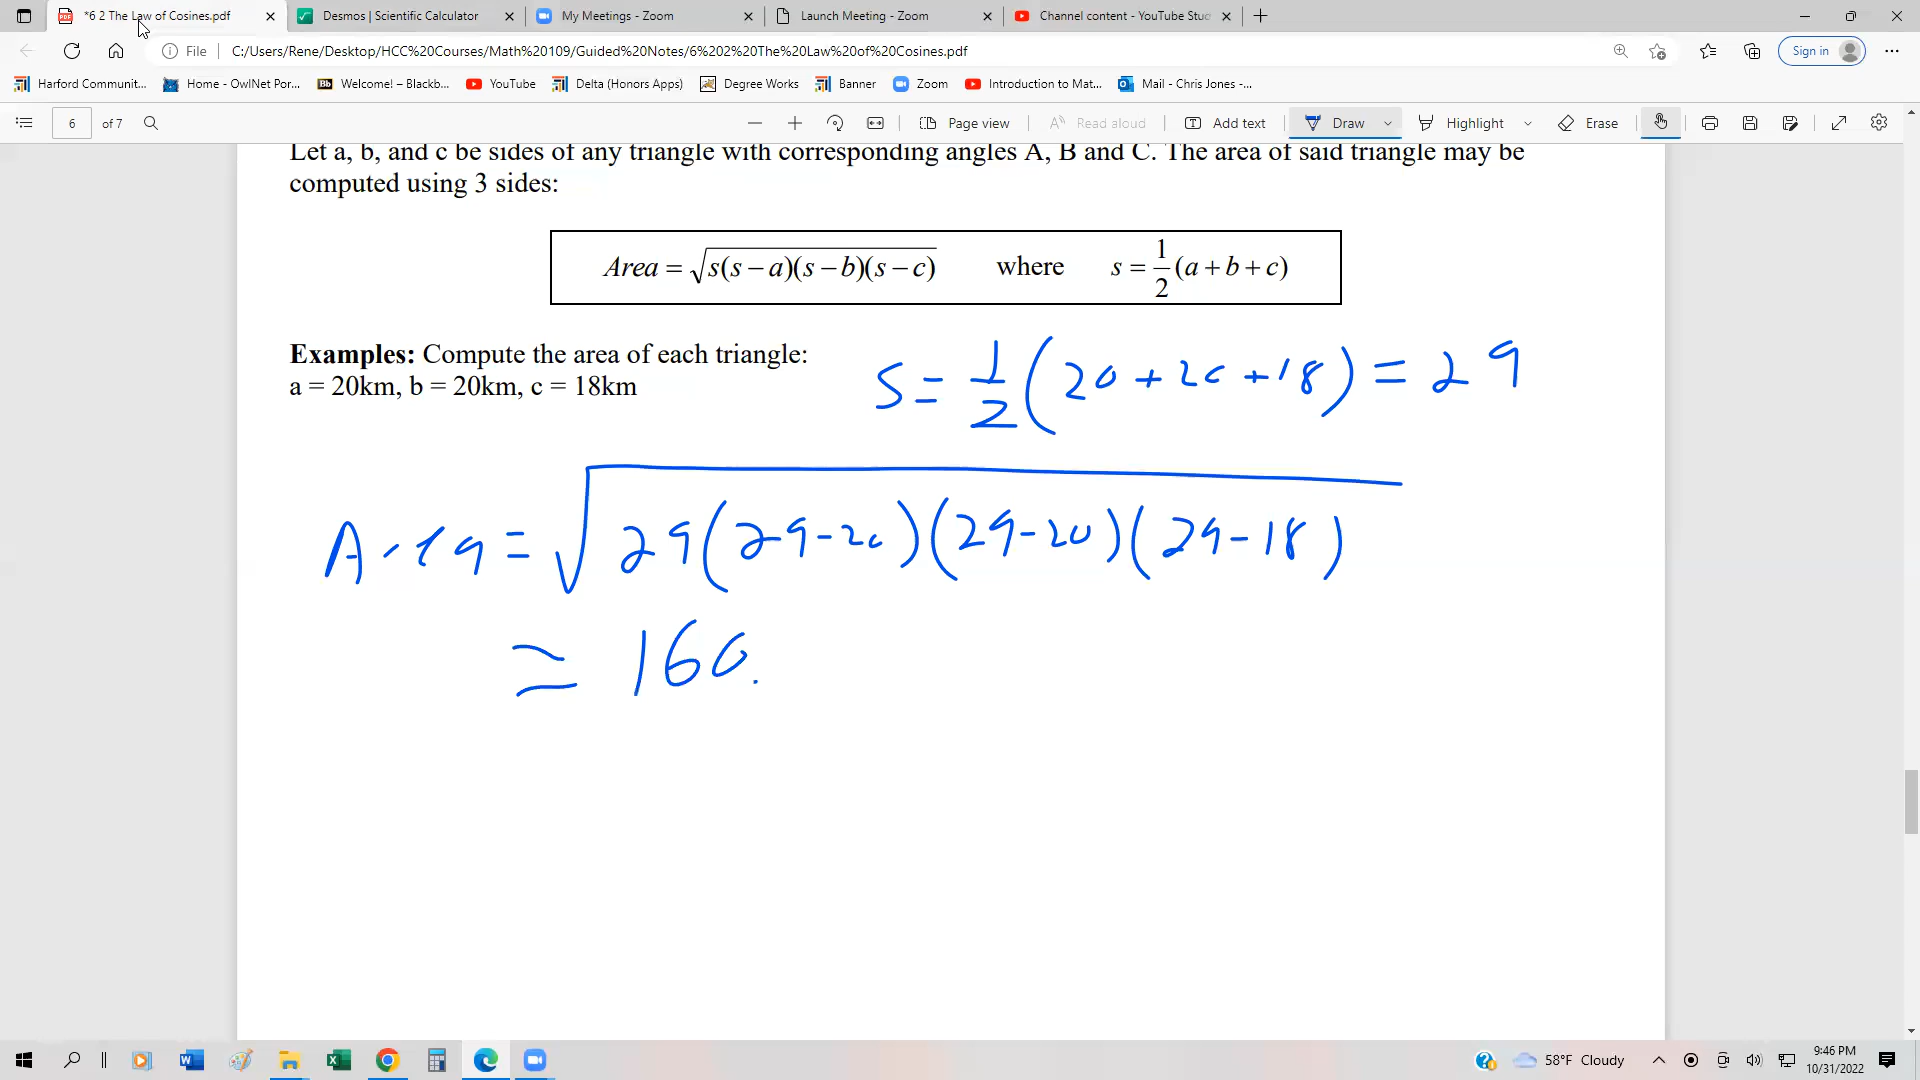 *6 2 The Law of Cosines.pdf
Desmos | Scientific Calculator
My Meetings - Zoom
Launch Meeting - Zoom
Channel content - YouTube Stuc
File
C:/Users/Rene/Desktop/HCC%20Courses/Math%20109/Guided%20Notes/6%202%20The%20Law%20of%20Cosines.pdf
Sign in
Harford Communit...
Home - OwlNet Por...
Bb Welcome! – Blackb...
YouTube
Delta (Honors Apps)
Degree Works
Banner
Zoom
Introduction to Mat...
Mail - Chris Jones -...
6 of 7
Page view
Read aloud
Add text
Draw
Highlight
Erase
Let a, b, and c be sides of any triangle with corresponding angles A, B and C. The area of said triangle may be
computed using 3 sides:
Area = √s(s − a)(s − b)(s − c) where s = 1/2 (a + b + c)
Examples: Compute the area of each triangle:
a = 20km, b = 20km, c = 18km
S = 1/2 (20 + 20 + 18) = 29
Area = √29(29-20)(29-20)(29-18)
≃ 160.
58°F Cloudy
9:46 PM
10/31/2022